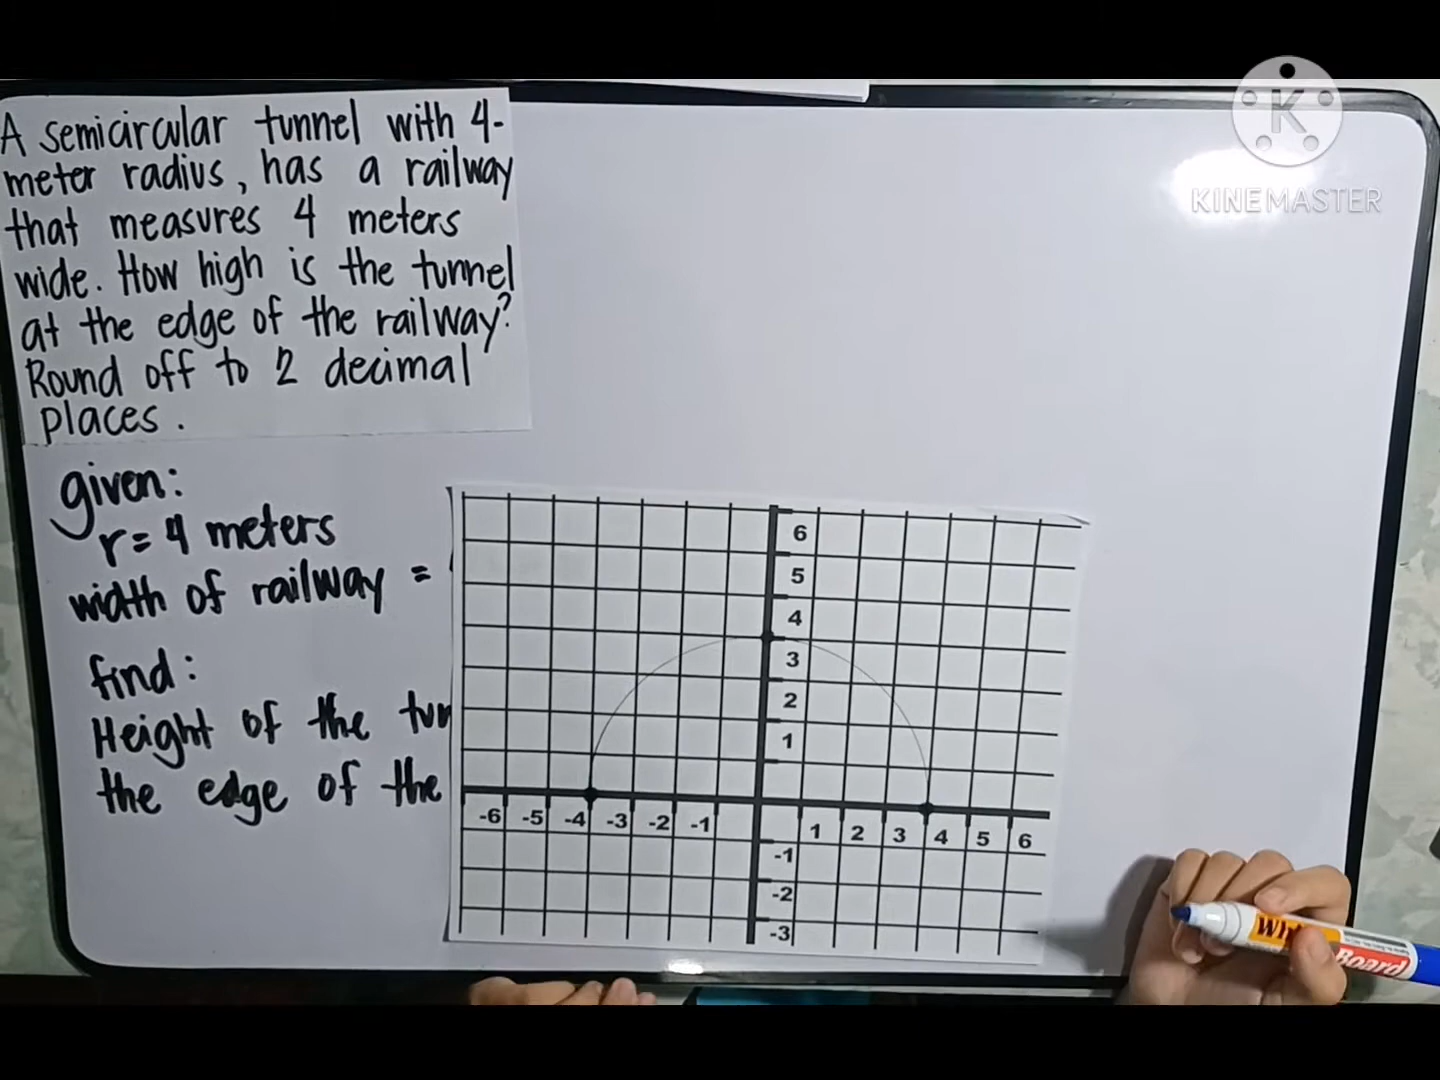 A semicircular tunnel with 4-
meter radius, has a railway
that measures 4 meters
wide. How high is the tunnel
at the edge of the railway?
Round off to 2 decimal
places.
given:
r = 4 meters
width of railway =
find:
Height of the tun
the edge of the
6
5
4
3
2
1
-6 -5 -4 -3 -2 -1 1 2 3 4 5 6
-1
-2
-3
K
KINEMASTER
Board